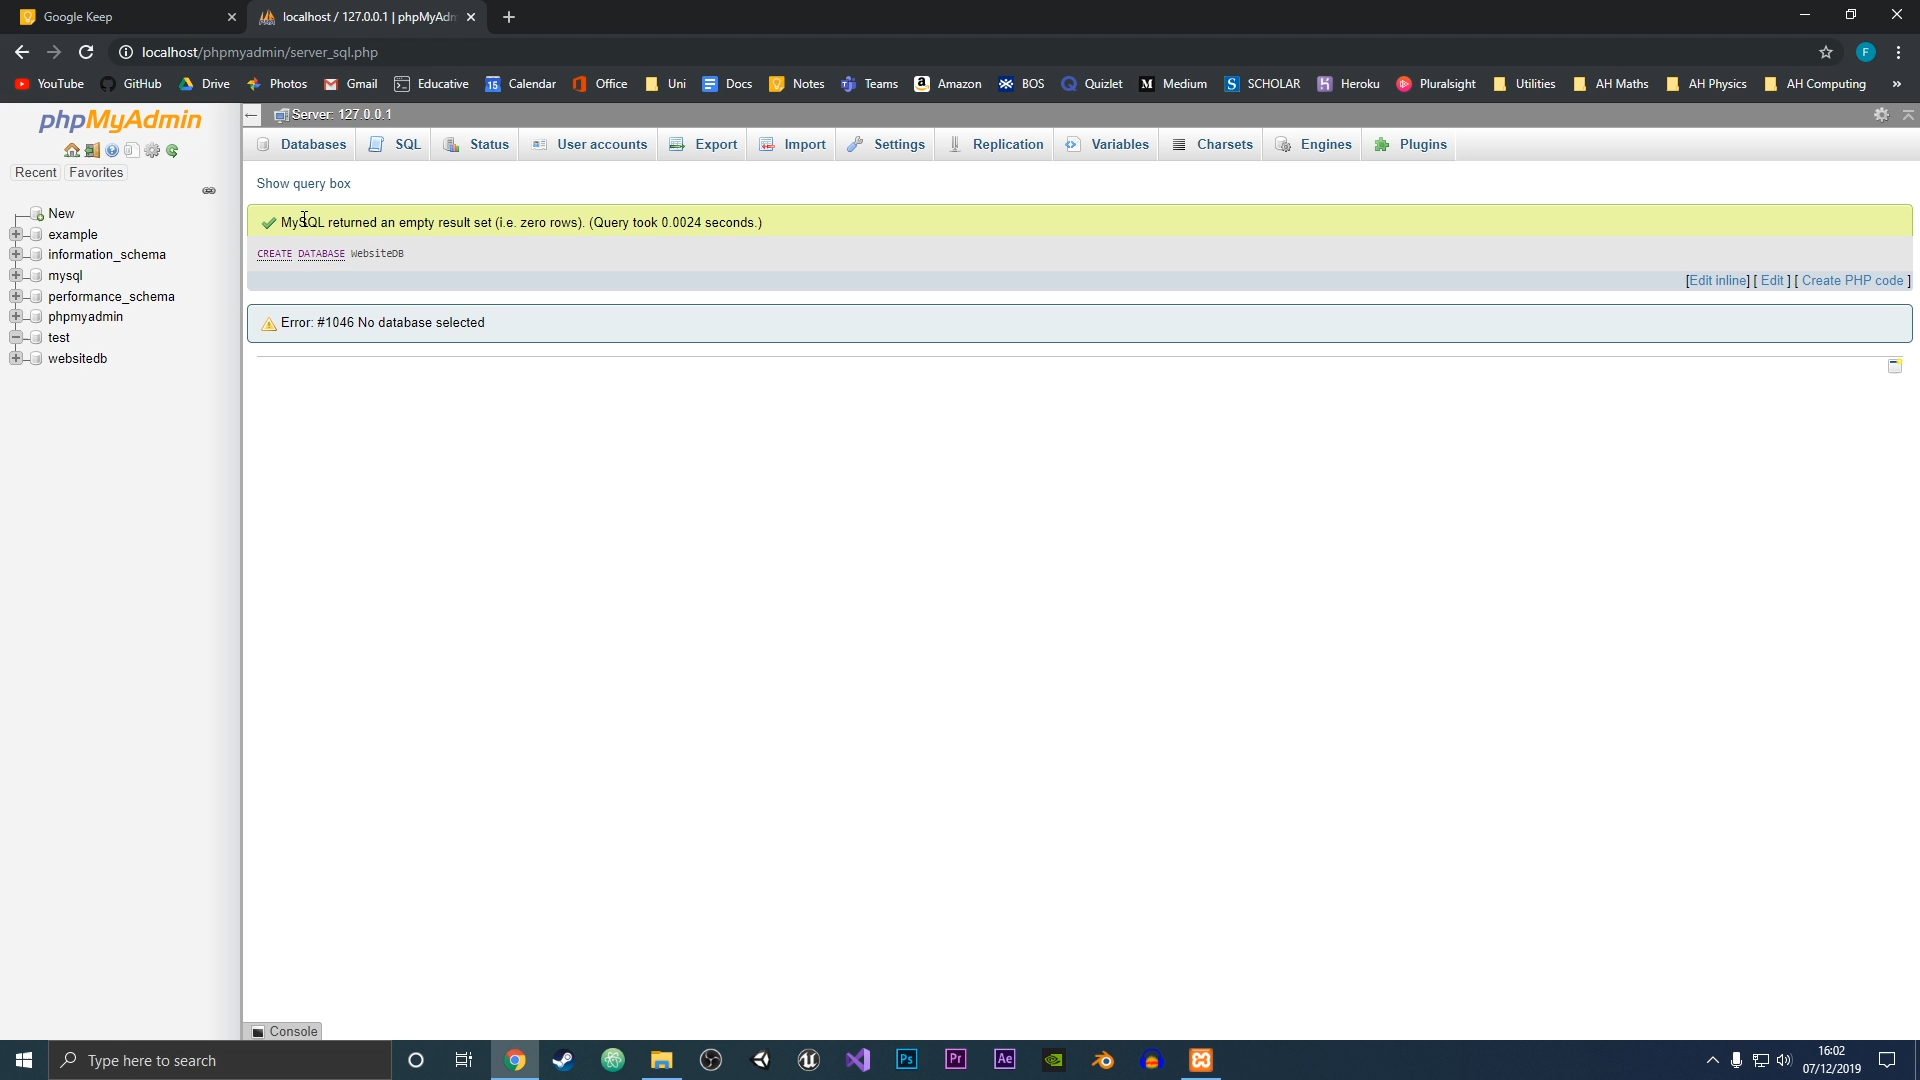 Google Keep
localhost / 127.0.0.1 | phpMyAdm
localhost/phpmyadmin/server_sql.php
F
YouTube GitHub Drive Photos Gmail Educative Calendar Office Uni Docs Notes Teams Amazon BOS Quizlet Medium SCHOLAR Heroku Pluralsight Utilities AH Maths AH Physics AH Computing »
phpMyAdmin
Server: 127.0.0.1
Databases SQL Status User accounts Export Import Settings Replication Variables Charsets Engines Plugins
Recent Favorites
New
example
information_schema
mysql
performance_schema
phpmyadmin
test
websitedb
Show query box
MySQL returned an empty result set (i.e. zero rows). (Query took 0.0024 seconds.)
CREATE DATABASE WebsiteDB
[Edit inline] [ Edit ] [ Create PHP code ]
Error: #1046 No database selected
Console
Type here to search
Ps Pr Ae
16:02
07/12/2019